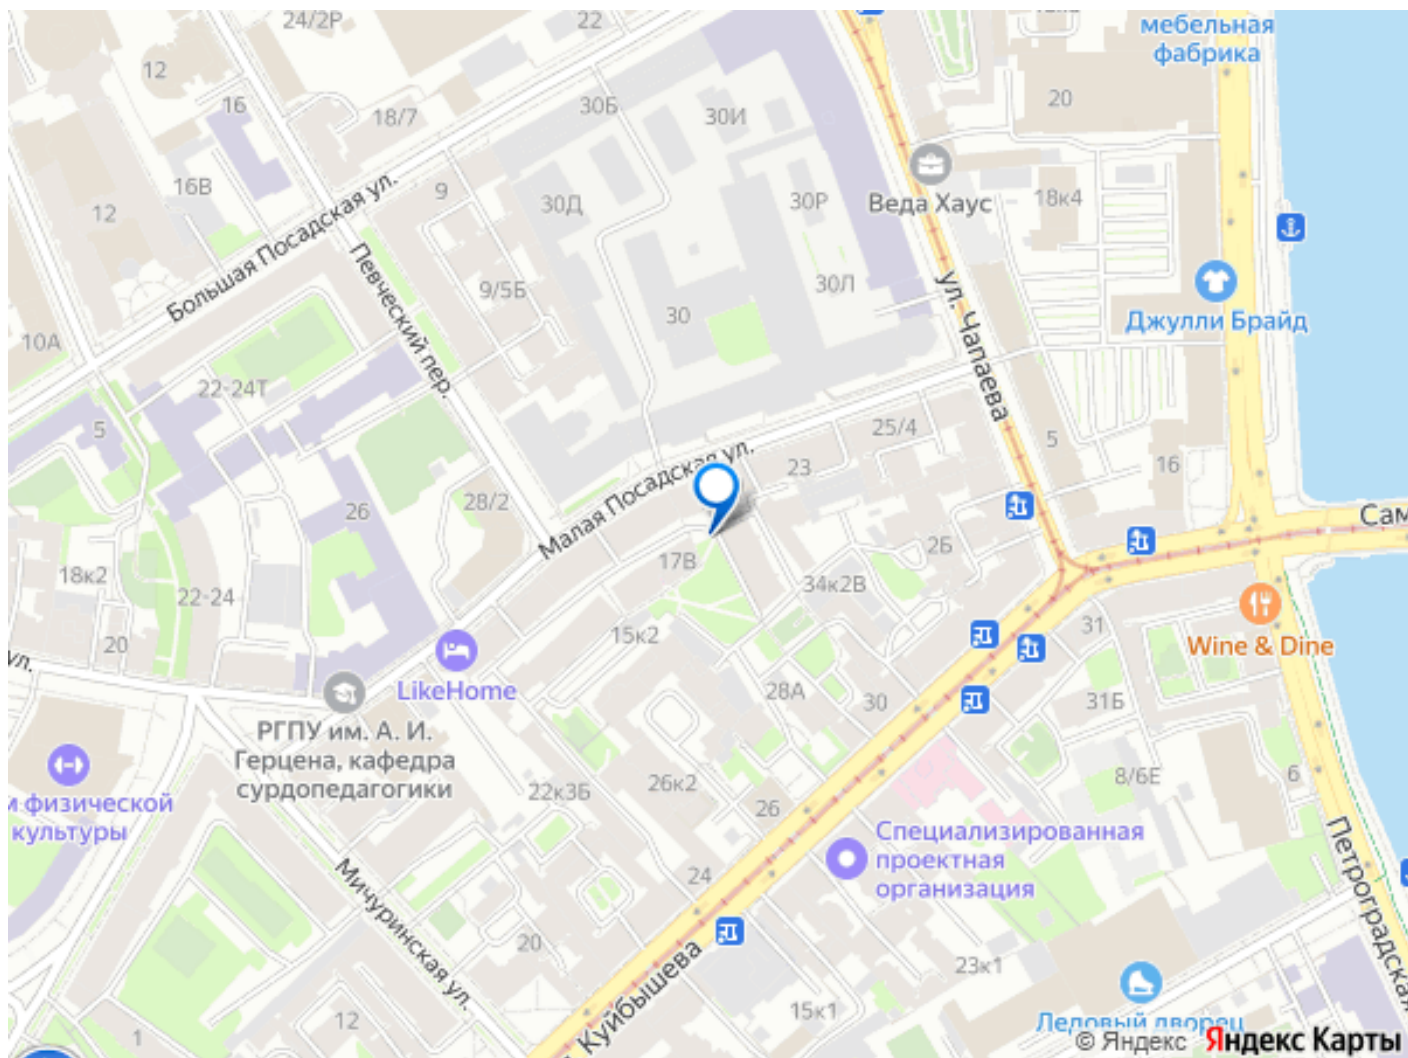 24/2Р
22
мебельная
фабрика
12
16
18/7
30Б
30И
20
16В
9
12
30Д
30Р
Веда Хаус
18к4
Большая Посадская ул.
Певческий пер.
9/5Б
30Л
30
ул. Чапаева
Джулли Брайд
10А
22-24Т
5
25/4
5
16
23
28/2
26
Малая Посадская ул.
Сам
17В
2Б
18к2
22-24
34к2В
20
15к2
31
Wine & Dine
ул.
LikeHome
28А
30
31Б
РГПУ им. А. И.
Герцена, кафедра
сурдопедагогики
22к3Б
26к2
26
8/6Е
6
м физической
культуры
Специализированная
проектная
организация
24
Мичуринская ул.
20
Куйбышева
Петроградская
23к1
15к1
12
1
Ледовый дворец
© Яндекс Яндекс Карты